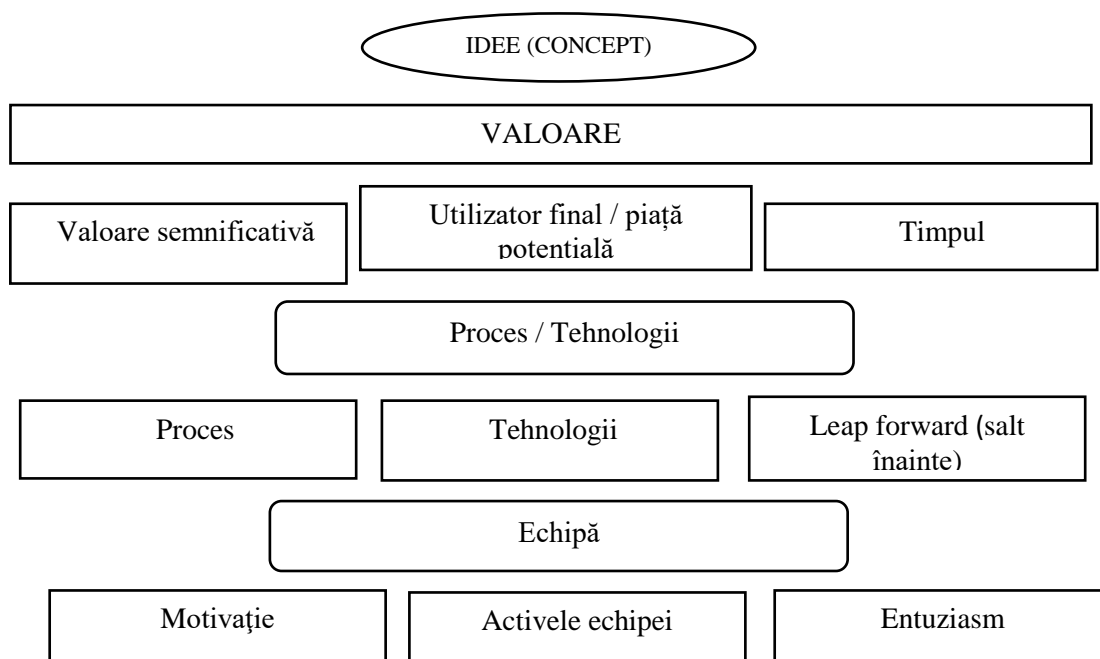 IDEE (CONCEPT)
VALOARE
Valoare semnificativă
Utilizator final / piață
potențială
Timpul
Proces / Tehnologii
Proces
Tehnologii
Leap forward (salt
înainte)
Echipă
Motivaţie
Activele echipei
Entuziasm